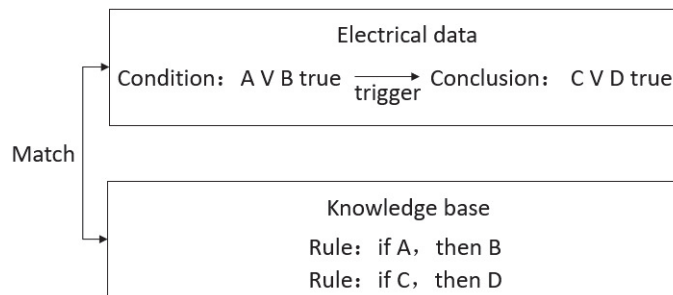 Electrical data
Condition： A V B true trigger Conclusion： C V D true
Match
Knowledge base
Rule：if A，then B
Rule：if C，then D